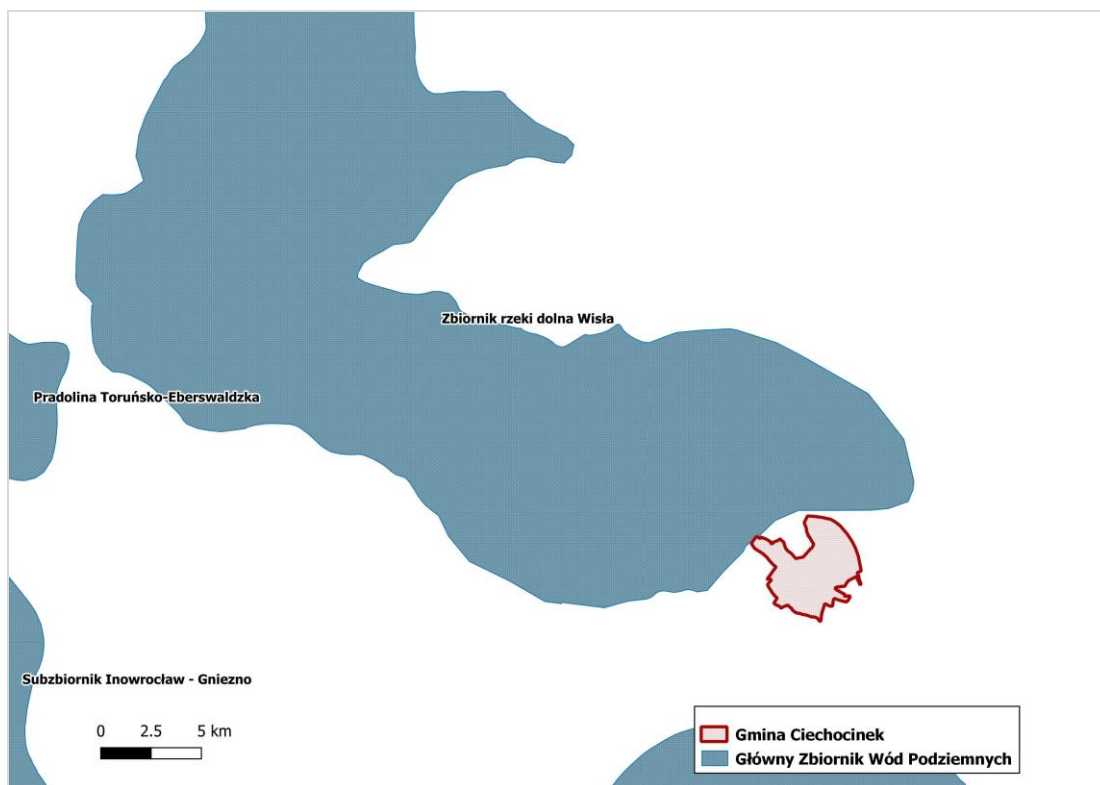 Zbiornik rzeki dolna Wisła
Pradolina Toruńsko-Eberswaldzka
Subzbiornik Inowrocław - Gniezno
0 2.5 5 km
Gmina Ciechocinek
Główny Zbiornik Wód Podziemnych